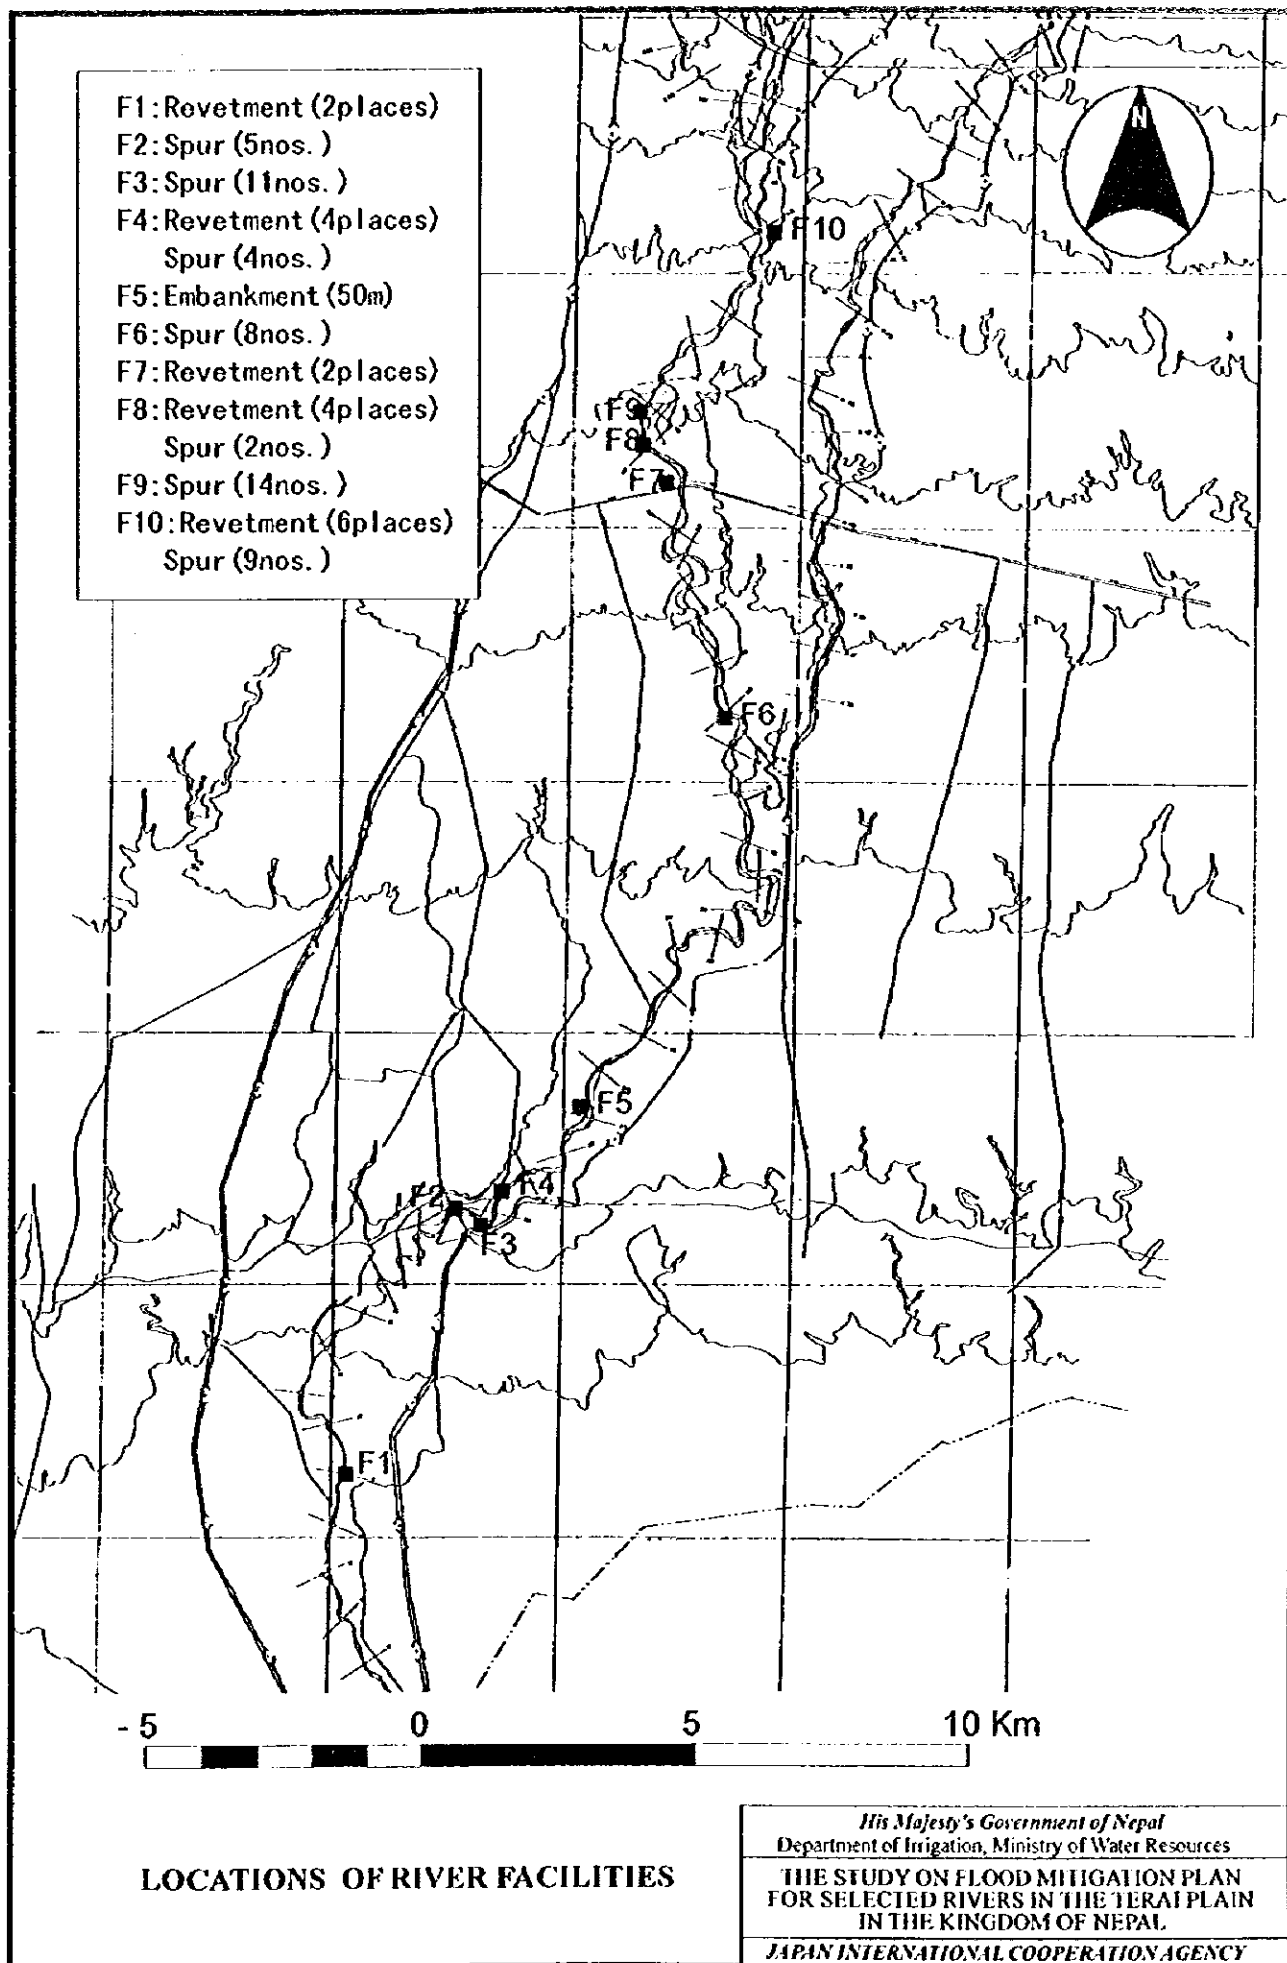 F1:Revetment(2places)
F2:Spur(5nos.)
F3:Spur(11nos.)
F4:Revetment(4places)
Spur(4nos.)
F5:Embankment(50m)
F6:Spur(8nos.)
F7:Revetment(2places)
F8:Revetment(4places)
Spur(2nos.)
F9:Spur(14nos.)
F10:Revetment(6places)
Spur(9nos.)
N
F10
F9
F8
F7
F6
F5
F4
F2
F3
F1
- 5 0 5 10 Km
LOCATIONS OF RIVER FACILITIES
His Majesty's Government of Nepal
Department of Irrigation, Ministry of Water Resources
THE STUDY ON FLOOD MITIGATION PLAN
FOR SELECTED RIVERS IN THE TERAI PLAIN
IN THE KINGDOM OF NEPAL
JAPAN INTERNATIONAL COOPERATION AGENCY